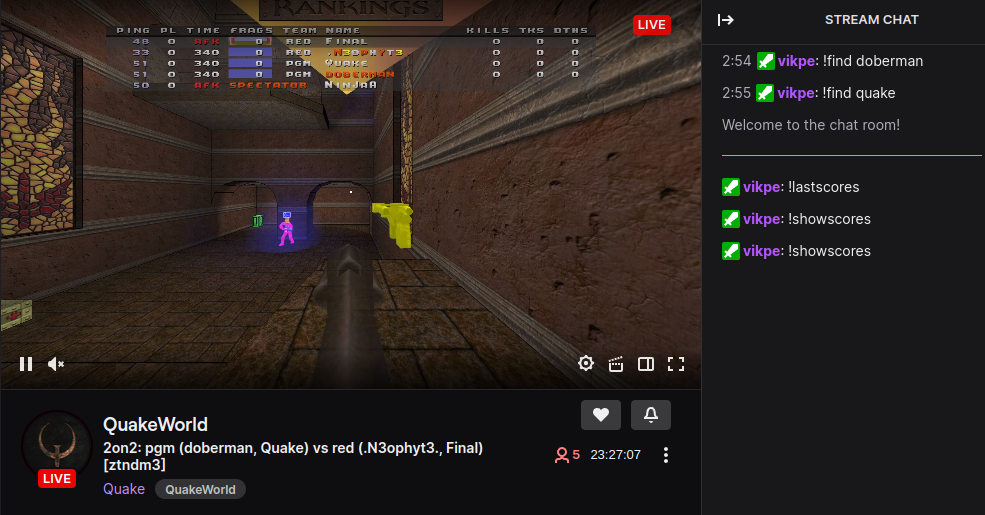 RANKINGS
LIVE
PING PL TIME FRAGS TEAM NAME KILLS TKS DTHS
48 0 AFK 0 RED FINAL 0 0 0
33 0 340 0 RED .N3OPHYT3 0 0 0
51 0 340 0 PGM QUAKE 0 0 0
51 0 340 0 PGM DOBERMAN 0 0 0
50 0 AFK SPECTATOR NINJAA
QuakeWorld
2on2: pgm (doberman, Quake) vs red (.N3ophyt3., Final)
[ztndm3]
LIVE
5 23:27:07
Quake QuakeWorld
STREAM CHAT
2:54 vikpe: !find doberman
2:55 vikpe: !find quake
Welcome to the chat room!
vikpe: !lastscores
vikpe: !showscores
vikpe: !showscores